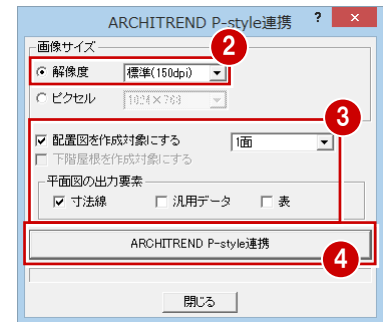 ARCHITREND P-style連携 ? ×
画像サイズ
2
解像度 標準(150dpi)
ピクセル 1024×768
3
配置図を作成対象にする 1面
下階屋根を作成対象にする
平面図の出力要素
寸法線 汎用データ 表
ARCHITREND P-style連携
4
閉じる